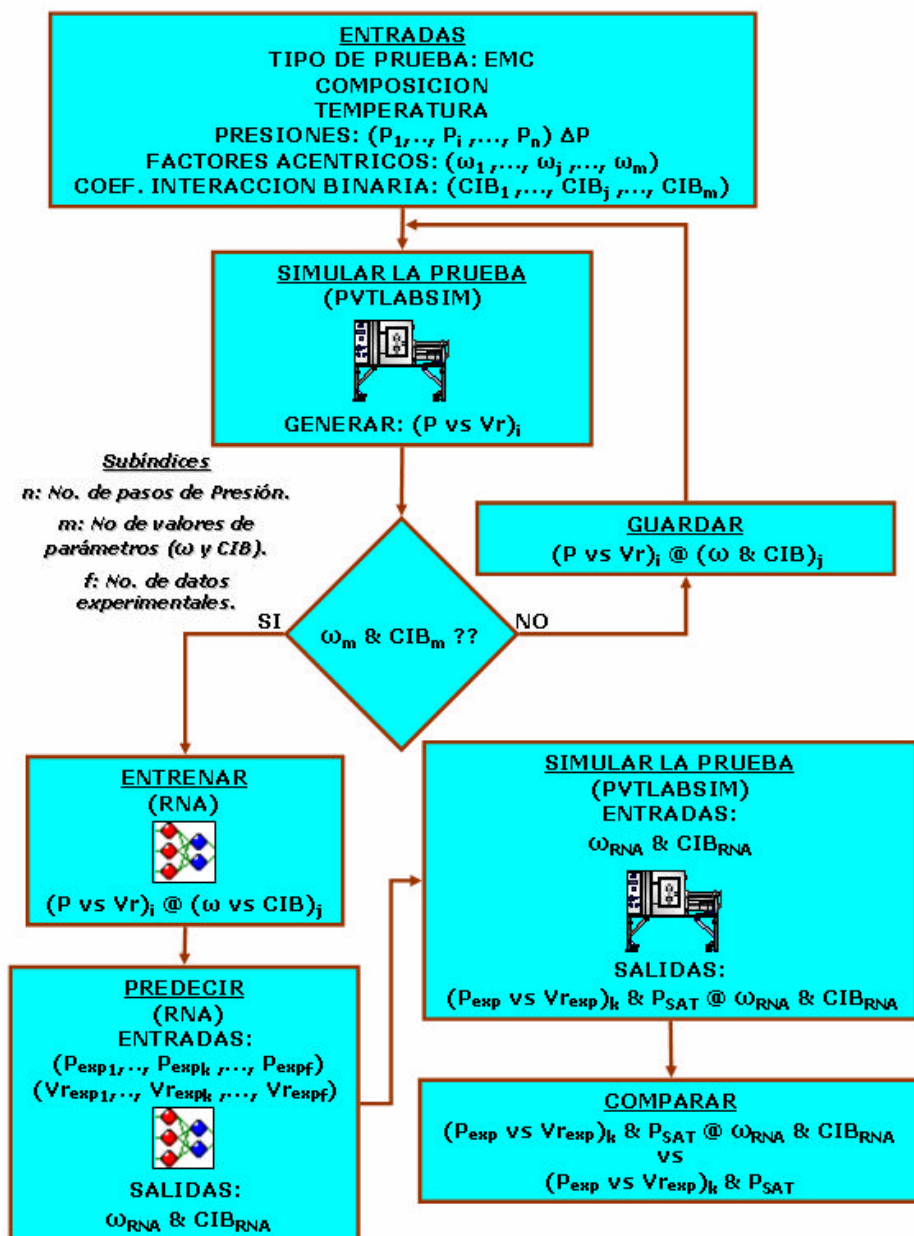 ENTRADAS
TIPO DE PRUEBA: EMC
COMPOSICION
TEMPERATURA
PRESIONES: (P₁,.., Pᵢ ,..., Pₙ) ΔP
FACTORES ACENTRICOS: (ω₁ ,..., ωⱼ ,..., ωₘ)
COEF. INTERACCION BINARIA: (CIB₁ ,..., CIBⱼ ,..., CIBₘ)
SIMULAR LA PRUEBA
(PVTLABSIM)
GENERAR: (P vs Vr)ᵢ
Subíndices
n: No. de pasos de Presión.
m: No de valores de
parámetros (ω y CIB).
f: No. de datos
experimentales.
GUARDAR
(P vs Vr)ᵢ @ (ω & CIB)ⱼ
SI
NO
ωₘ & CIBₘ ??
ENTRENAR
(RNA)
(P vs Vr)ᵢ @ (ω vs CIB)ⱼ
PREDECIR
(RNA)
ENTRADAS:
(Pexp1,.., Pexpk ,..., Pexpf)
(Vrexp1,.., Vrexpk ,..., Vrexpf)
SALIDAS:
ωRNA & CIBRNA
SIMULAR LA PRUEBA
(PVTLABSIM)
ENTRADAS:
ωRNA & CIBRNA
SALIDAS:
(Pexp vs Vrexp)k & PSAT @ ωRNA & CIBRNA
COMPARAR
(Pexp vs Vrexp)k & PSAT @ ωRNA & CIBRNA
vs
(Pexp vs Vrexp)k & PSAT